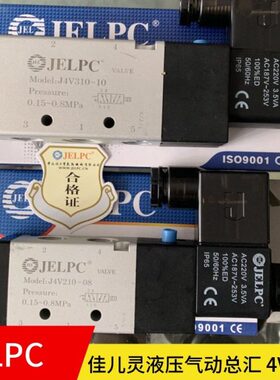 JELPC
JELPC
JELPC
VALVE
Model:J4V310-10
Pressure:
0.15~0.8MPa
AC220V 3.5VA
AC187V~253V
100%ED
50/60Hz
IP65
ISO9001 CE
JELPC
合格证
JELPC
VALVE
Model:J4V210-08
Pressure:
0.15~0.8MPa
AC220V 3.5VA
AC187V~253V
100%ED
50/60Hz
IP65
9001 CE
LPC
佳儿灵液压气动总汇 4V